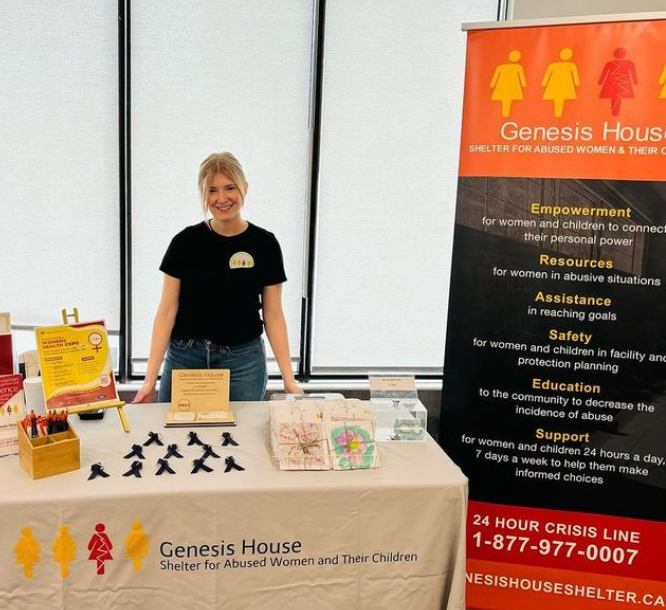 Genesis Hous
SHELTER FOR ABUSED WOMEN & THEIR C
Empowerment
for women and children to connect
their personal power
Resources
for women in abusive situations
Assistance
in reaching goals
Safety
for women and children in facility and
protection planning
Education
to the community to decrease the
incidence of abuse
Support
for women and children 24 hours a day,
7 days a week to help them make
informed choices
24 HOUR CRISIS LINE
1-877-977-0007
NESISHOUSESHELTER.CA
WOMENS
HEALTH EXPO
Genesis House
Genesis House
Shelter for Abused Women and Their Children